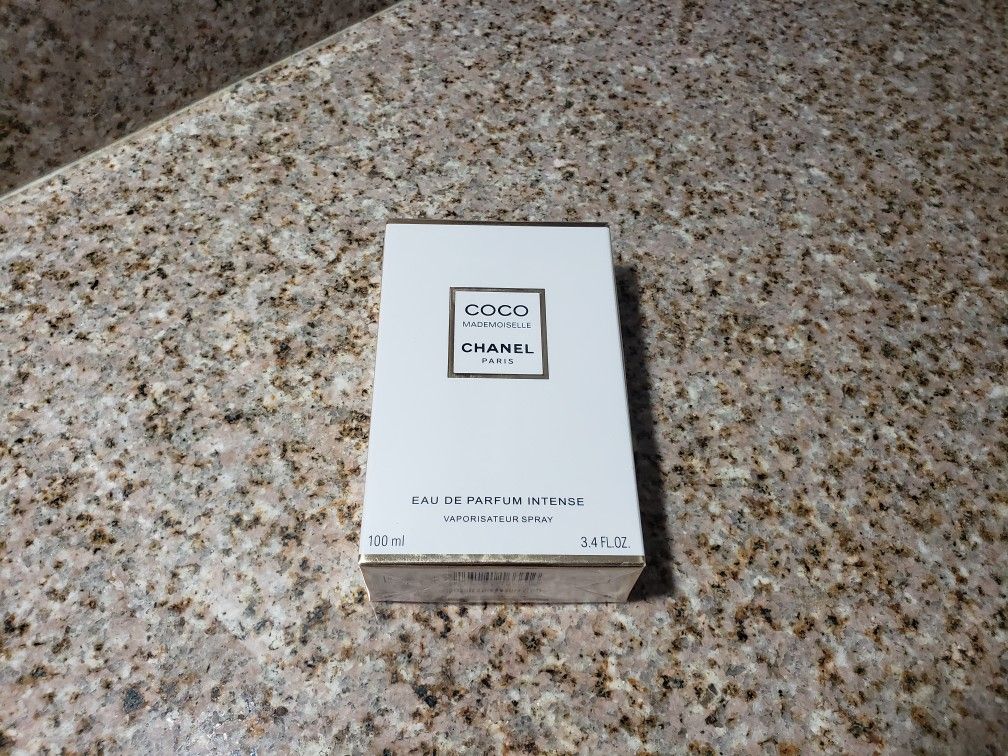 COCO
MADEMOISELLE
CHANEL
PARIS
EAU DE PARFUM INTENSE
VAPORISATEUR SPRAY
100 ml
3.4 FL.OZ.